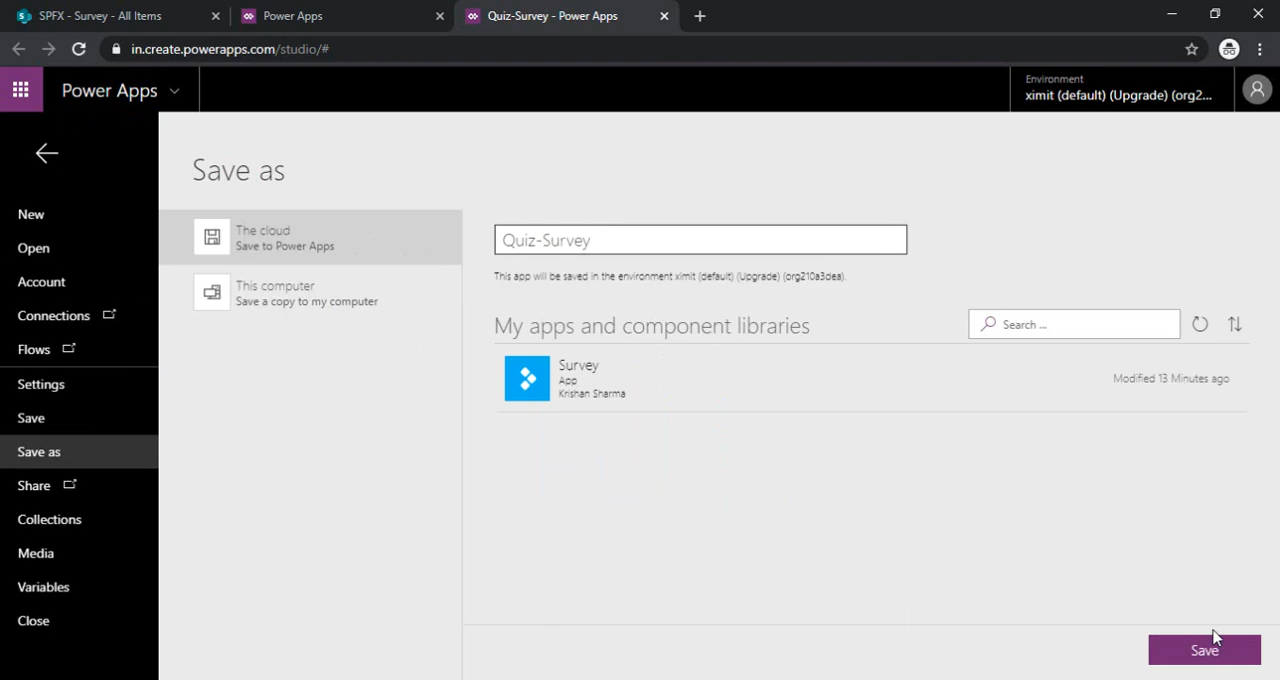 SPFX - Survey - All Items
Power Apps
Quiz-Survey - Power Apps
in.create.powerapps.com/studio/#
Power Apps
Environment
ximit (default) (Upgrade) (org2...
Save as
New
Open
Account
Connections
Flows
Settings
Save
Save as
Share
Collections
Media
Variables
Close
The cloud
Save to Power Apps
This computer
Save a copy to my computer
Quiz-Survey
This app will be saved in the environment ximit (default) (Upgrade) (org210a3dea).
My apps and component libraries
Search ...
Survey
App
Krishan Sharma
Modified 13 Minutes ago
Save